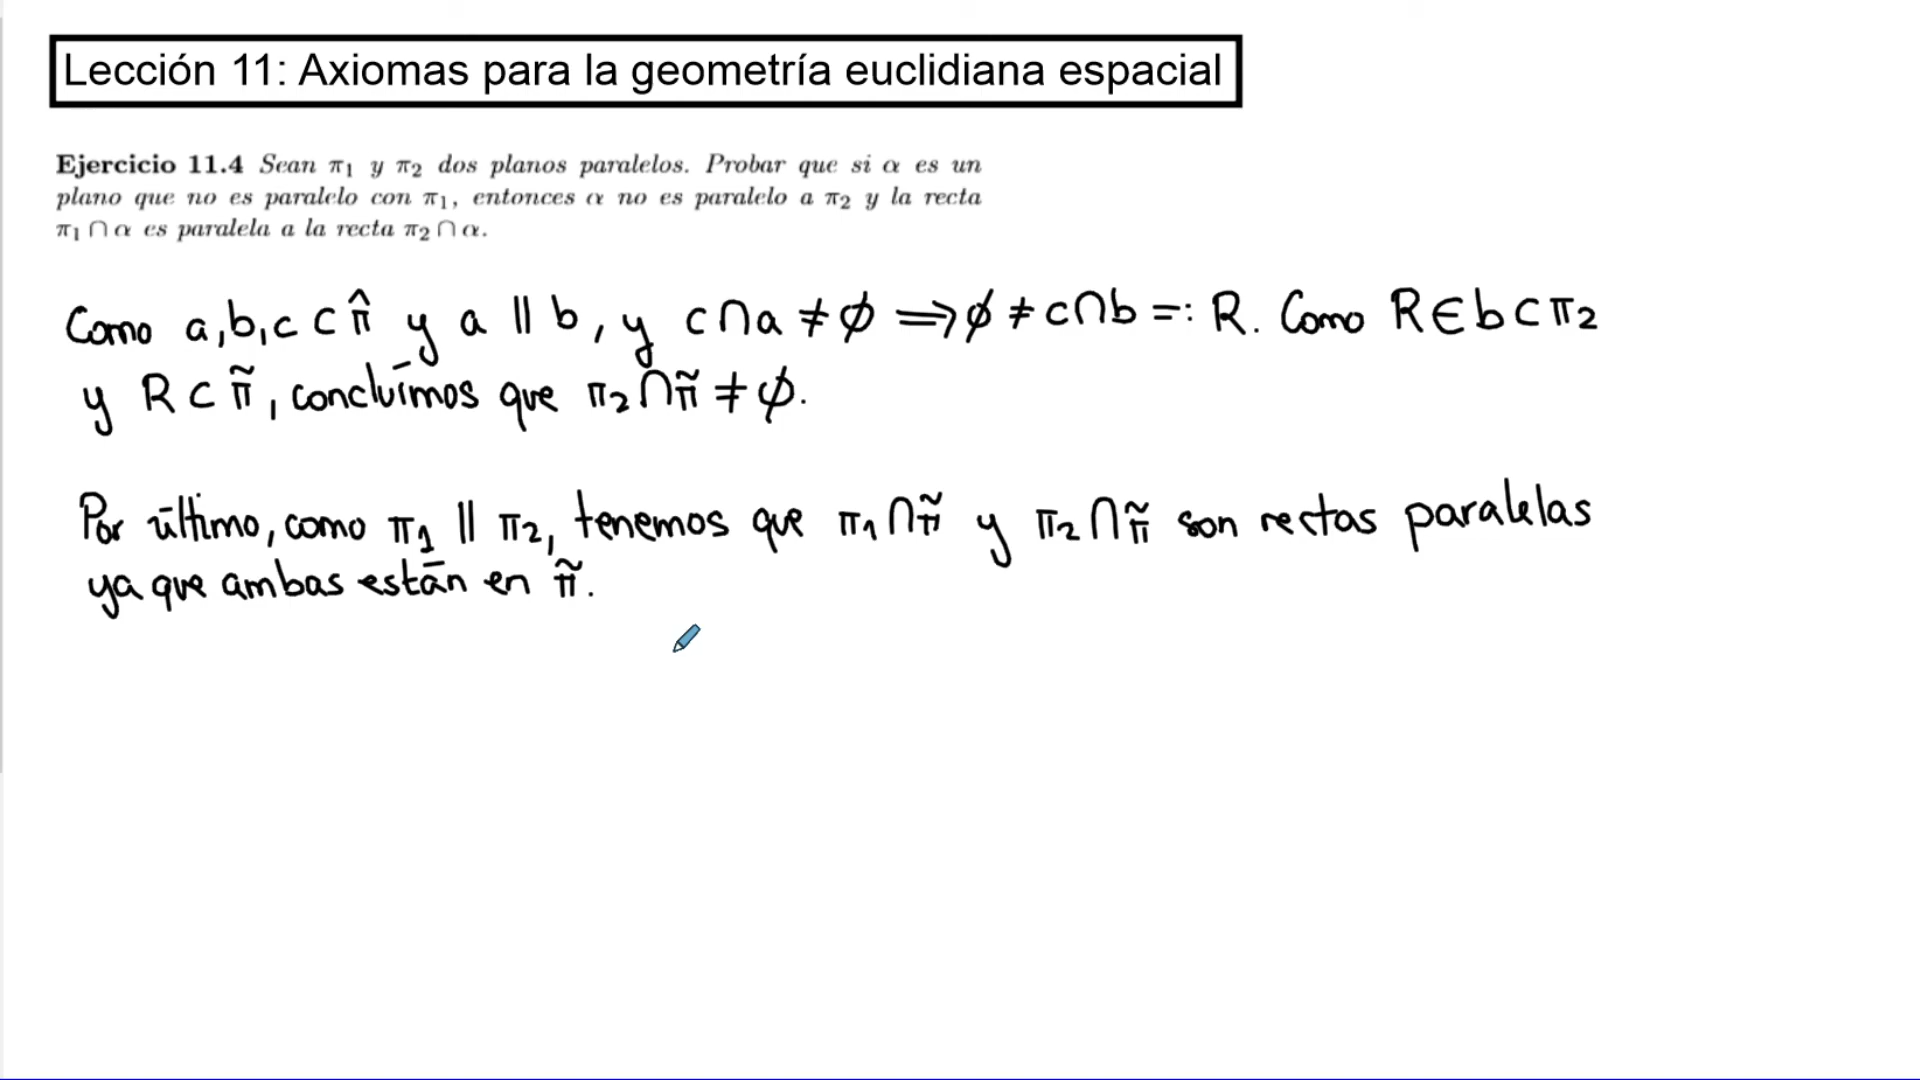 Lección 11: Axiomas para la geometría euclidiana espacial
Ejercicio 11.4 Sean π₁ y π₂ dos planos paralelos. Probar que si α es un
plano que no es paralelo con π₁, entonces α no es paralelo a π₂ y la recta
π₁ ∩ α es paralela a la recta π₂ ∩ α.
Como a,b,c ⊂ π̂ y a ∥ b, y c∩a ≠ ∅ ⟹ ∅ ≠ c∩b =: R. Como R∈b⊂π₂
y R ⊂ π̃, concluímos que π₂∩π̃ ≠ ∅.
Por último, como π₁ ∥ π₂, tenemos que π₁∩π̃ y π₂∩π̃ son rectas paralelas
ya que ambas están en π̃.